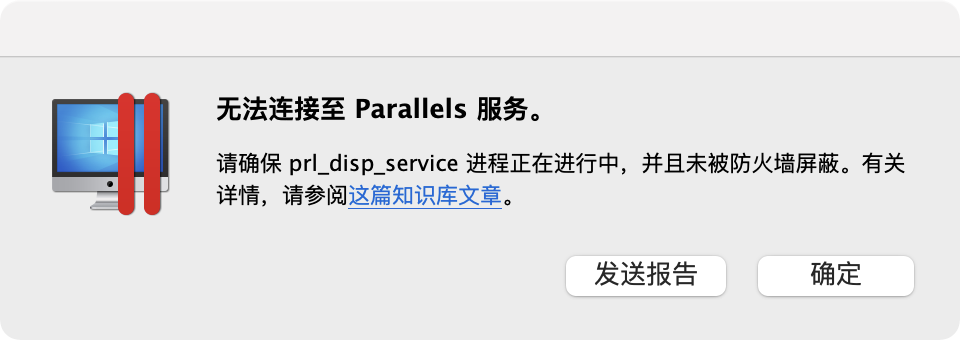 无法连接至 Parallels 服务。
请确保 prl_disp_service 进程正在进行中，并且未被防火墙屏蔽。有关
详情，请参阅这篇知识库文章。
发送报告
确定